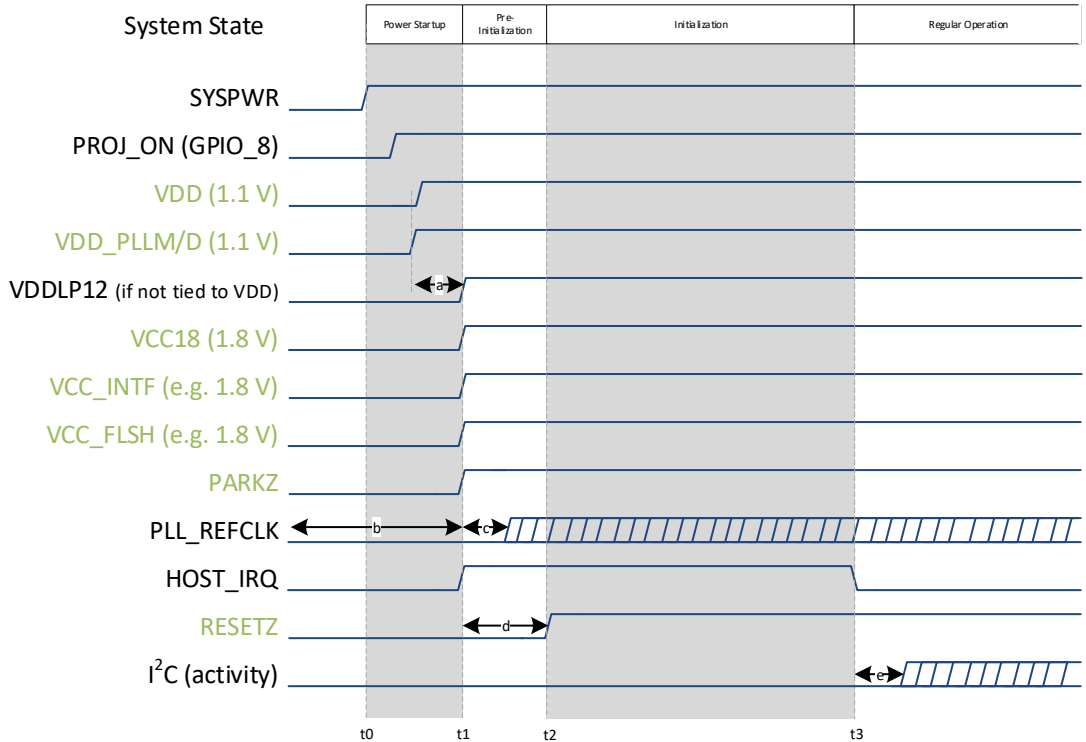 System State
Power Startup
Pre-
Initialization
Initialization
Regular Operation
SYSPWR
PROJ_ON (GPIO_8)
VDD (1.1 V)
VDD_PLLM/D (1.1 V)
VDDLP12 (if not tied to VDD)
a
VCC18 (1.8 V)
VCC_INTF (e.g. 1.8 V)
VCC_FLSH (e.g. 1.8 V)
PARKZ
PLL_REFCLK
b
c
HOST_IRQ
RESETZ
d
I²C (activity)
e
t0
t1
t2
t3